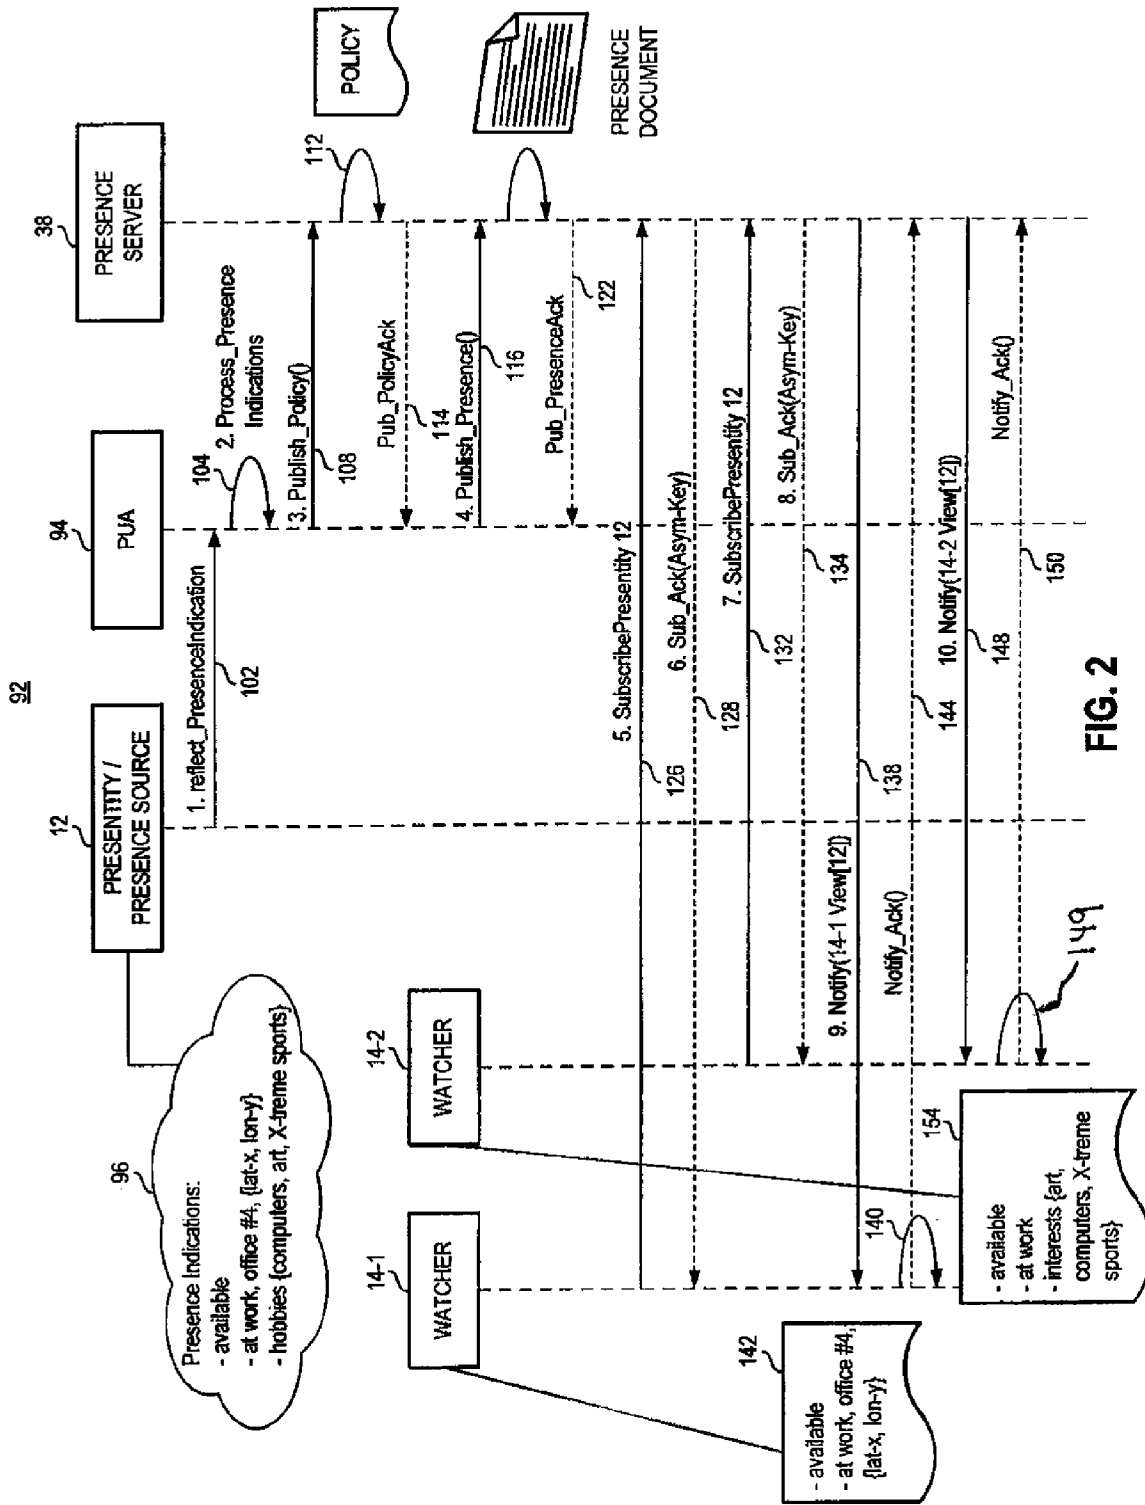 92
96
Presence Indications:
- available
- at work, office #4, {lat-x, lon-y}
- hobbies {computers, art, X-treme sports}
12
PRESENTITY /
PRESENCE SOURCE
94
PUA
38
PRESENCE
SERVER
14-1
WATCHER
14-2
WATCHER
1. reflect_PresenceIndication
102
104
2. Process_Presence
Indications
3. Publish_Policy()
108
112
POLICY
Pub_PolicyAck
114
4. Publish_Presence()
116
PRESENCE
DOCUMENT
Pub_PresenceAck
122
5. SubscribePresentity 12
126
6. Sub_Ack(Asym-Key)
128
7. SubscribePresentity 12
132
8. Sub_Ack(Asym-Key)
134
9. Notify(14-1 View[12])
138
140
142
- available
- at work, office #4,
{lat-x, lon-y}
Notify_Ack()
144
10. Notify(14-2 View[12])
148
149
Notify_Ack()
150
154
- available
- at work
- interests {art,
computers, X-treme
sports}
FIG. 2